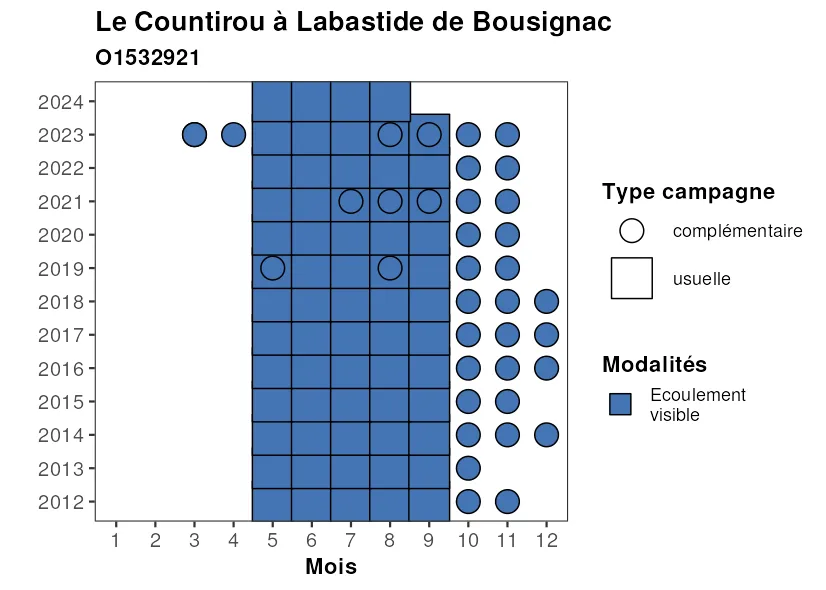 Le Countirou à Labastide de Bousignac
O1532921
2024
2023
2022
2021
2020
2019
2018
2017
2016
2015
2014
2013
2012
1 2 3 4 5 6 7 8 9 10 11 12
Mois
Type campagne
complémentaire
usuelle
Modalités
Ecoulement
visible